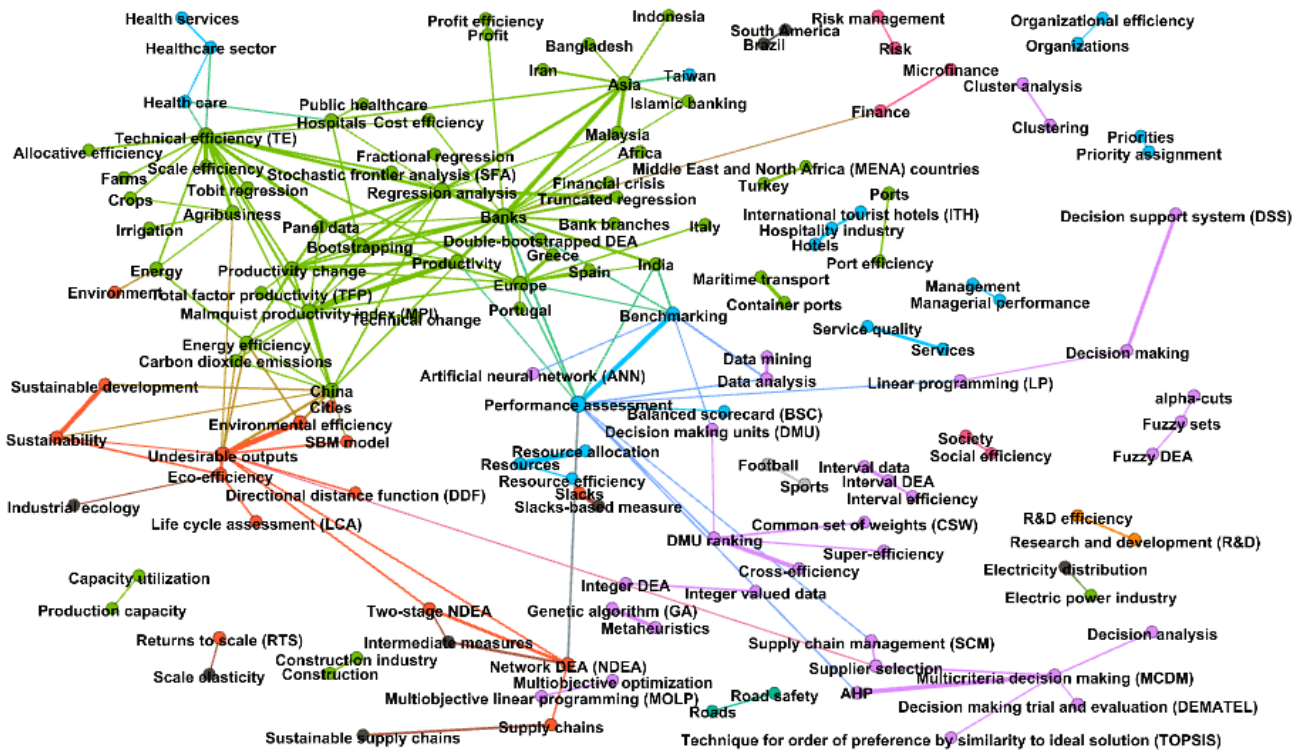 Health services
Profit efficiency
Indonesia
Risk management
Organizational efficiency
South America
Profit
Healthcare sector
Bangladesh
Brazil
Risk
Organizations
Iran
Taiwan
Microfinance
Asia
Cluster analysis
Health care
Public healthcare
Islamic banking
Finance
Hospitals
Cost efficiency
Clustering
Technical efficiency (TE)
Malaysia
Priorities
Allocative efficiency
Fractional regression
Africa
Priority assignment
Scale efficiency
Stochastic frontier analysis (SFA)
Middle East and North Africa (MENA) countries
Farms
Tobit regression
Regression analysis
Financial crisis
Turkey
Crops
Truncated regression
Ports
Agribusiness
Banks
International tourist hotels (ITH)
Decision support system (DSS)
Irrigation
Panel data
Bank branches
Italy
Hospitality industry
Bootstrapping
Double-bootstrapped DEA
Hotels
Greece
Energy
Productivity change
Productivity
Spain
India
Port efficiency
Environment
Total factor productivity (TFP)
Europe
Maritime transport
Management
Malmquist productivity index (MPI)
Portugal
Benchmarking
Container ports
Managerial performance
Technical change
Service quality
Energy efficiency
Services
Decision making
Carbon dioxide emissions
Data mining
Artificial neural network (ANN)
Data analysis
Linear programming (LP)
Sustainable development
China
alpha-cuts
Cities
Performance assessment
Balanced scorecard (BSC)
Environmental efficiency
Decision making units (DMU)
Fuzzy sets
Sustainability
SBM model
Society
Undesirable outputs
Resource allocation
Social efficiency
Fuzzy DEA
Resources
Football
Interval data
Eco-efficiency
Resource efficiency
Sports
Interval DEA
Directional distance function (DDF)
Slacks
Interval efficiency
Industrial ecology
Slacks-based measure
Life cycle assessment (LCA)
Common set of weights (CSW)
R&D efficiency
DMU ranking
Research and development (R&D)
Super-efficiency
Capacity utilization
Cross-efficiency
Electricity distribution
Integer DEA
Integer valued data
Electric power industry
Production capacity
Two-stage NDEA
Genetic algorithm (GA)
Metaheuristics
Decision analysis
Returns to scale (RTS)
Intermediate measures
Supply chain management (SCM)
Construction industry
Network DEA (NDEA)
Supplier selection
Scale elasticity
Construction
Multiobjective optimization
Multicriteria decision making (MCDM)
Multiobjective linear programming (MOLP)
Road safety
AHP
Roads
Decision making trial and evaluation (DEMATEL)
Supply chains
Sustainable supply chains
Technique for order of preference by similarity to ideal solution (TOPSIS)